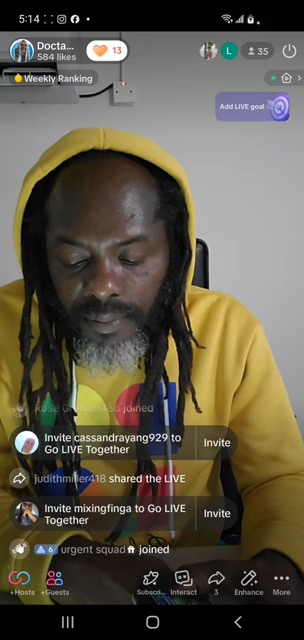 5:14
Docta...
584 likes
13
L
35
Weekly Ranking
Add LIVE goal
joined
Invite cassandrayang929 to
Go LIVE Together
Invite
judithmiller418 shared the LIVE
Invite mixingfinga to Go LIVE
Together
Invite
6 urgent squad joined
+Hosts
+Guests
Subscri...
Interact
3
Enhance
More